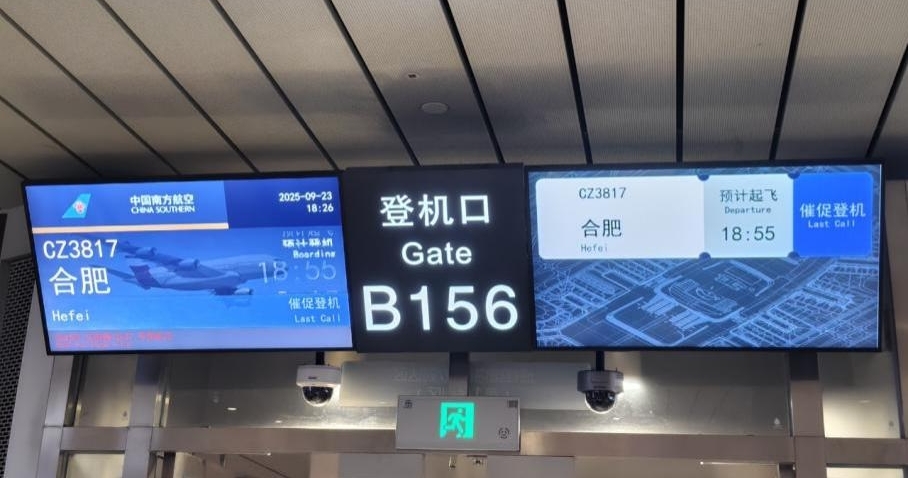 中国南方航空
CHINA SOUTHERN
2025-09-23
18:26
CZ3817
合肥
Hefei
Boarding
18:55
催促登机
Last Call
登机口
Gate
B156
CZ3817
合肥
Hefei
预计起飞
Departure
18:55
催促登机
Last Call